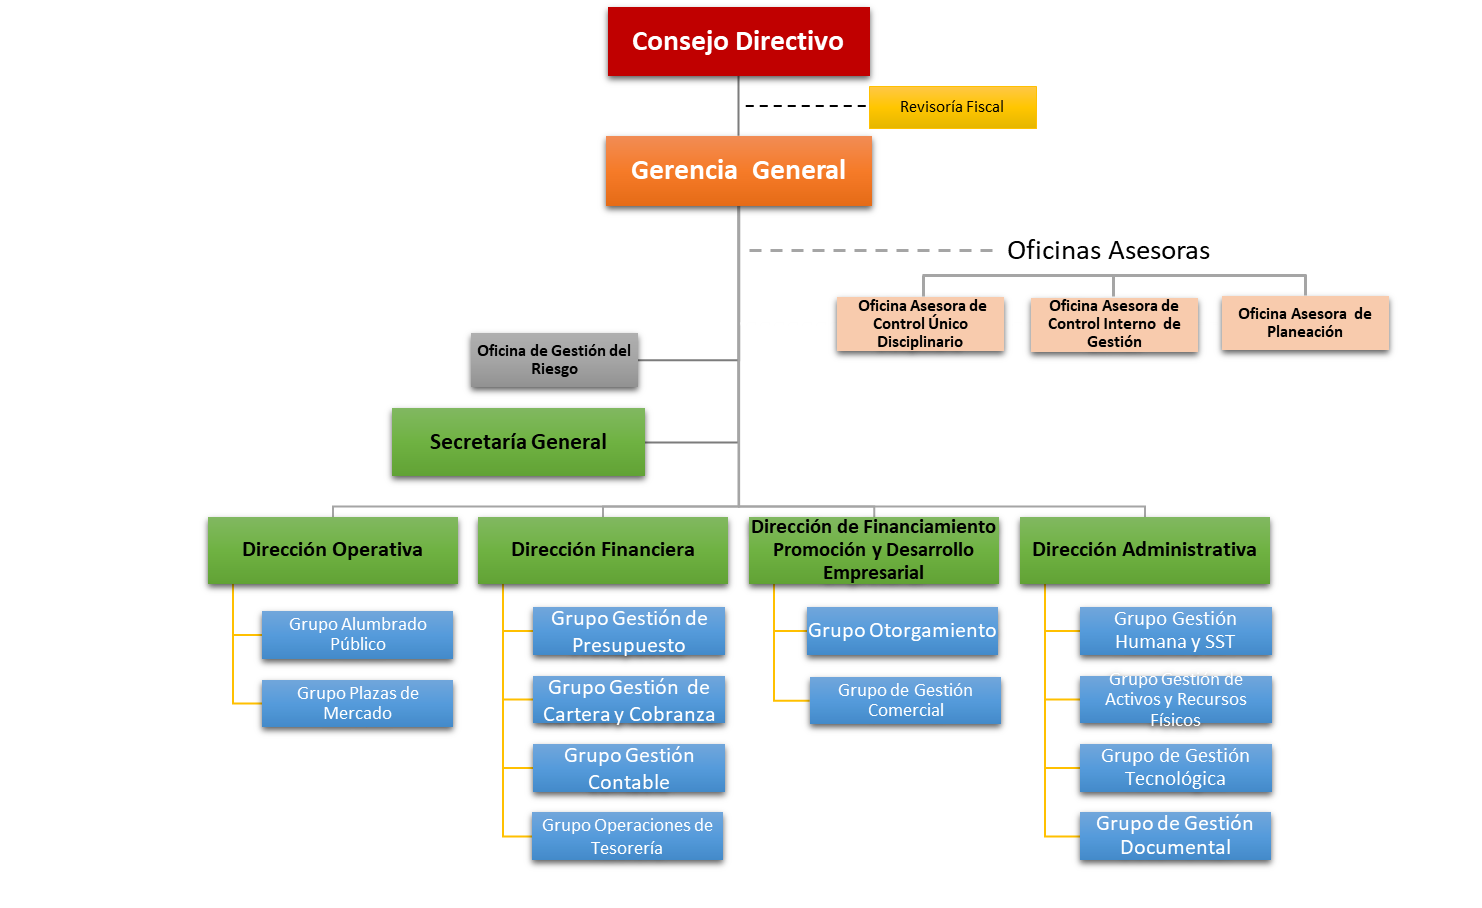 Consejo Directivo
Revisoría Fiscal
Gerencia General
Oficinas Asesoras
Oficina Asesora de
Control Único
Disciplinario
Oficina Asesora de
Control Interno de
Gestión
Oficina Asesora de
Planeación
Oficina de Gestión del
Riesgo
Secretaría General
Dirección Operativa
Grupo Alumbrado
Público
Grupo Plazas de
Mercado
Dirección Financiera
Grupo Gestión de
Presupuesto
Grupo Gestión de
Cartera y Cobranza
Grupo Gestión
Contable
Grupo Operaciones de
Tesorería
Dirección de Financiamiento
Promoción y Desarrollo
Empresarial
Grupo Otorgamiento
Grupo de Gestión
Comercial
Dirección Administrativa
Grupo Gestión
Humana y SST
Grupo Gestión de
Activos y Recursos
Físicos
Grupo de Gestión
Tecnológica
Grupo de Gestión
Documental